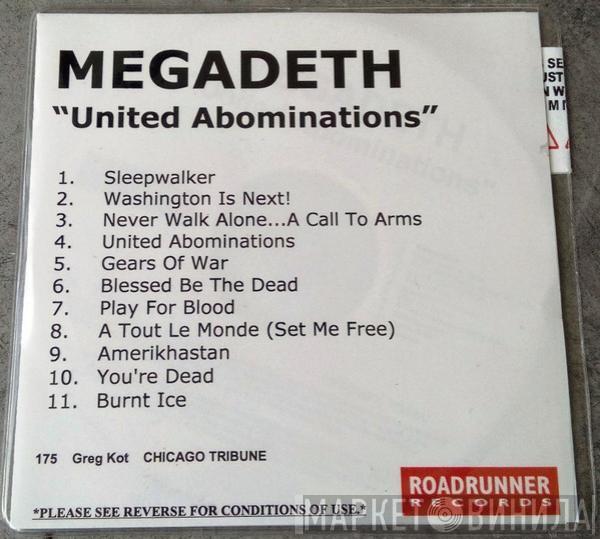 MEGADETH
"United Abominations"
1. Sleepwalker
2. Washington Is Next!
3. Never Walk Alone...A Call To Arms
4. United Abominations
5. Gears Of War
6. Blessed Be The Dead
7. Play For Blood
8. A Tout Le Monde (Set Me Free)
9. Amerikhastan
10. You're Dead
11. Burnt Ice
175 Greg Kot CHICAGO TRIBUNE
ROADRUNNER
RECORDS
*PLEASE SEE REVERSE FOR CONDITIONS OF USE.*
МАРКЕТ ВИНИЛА